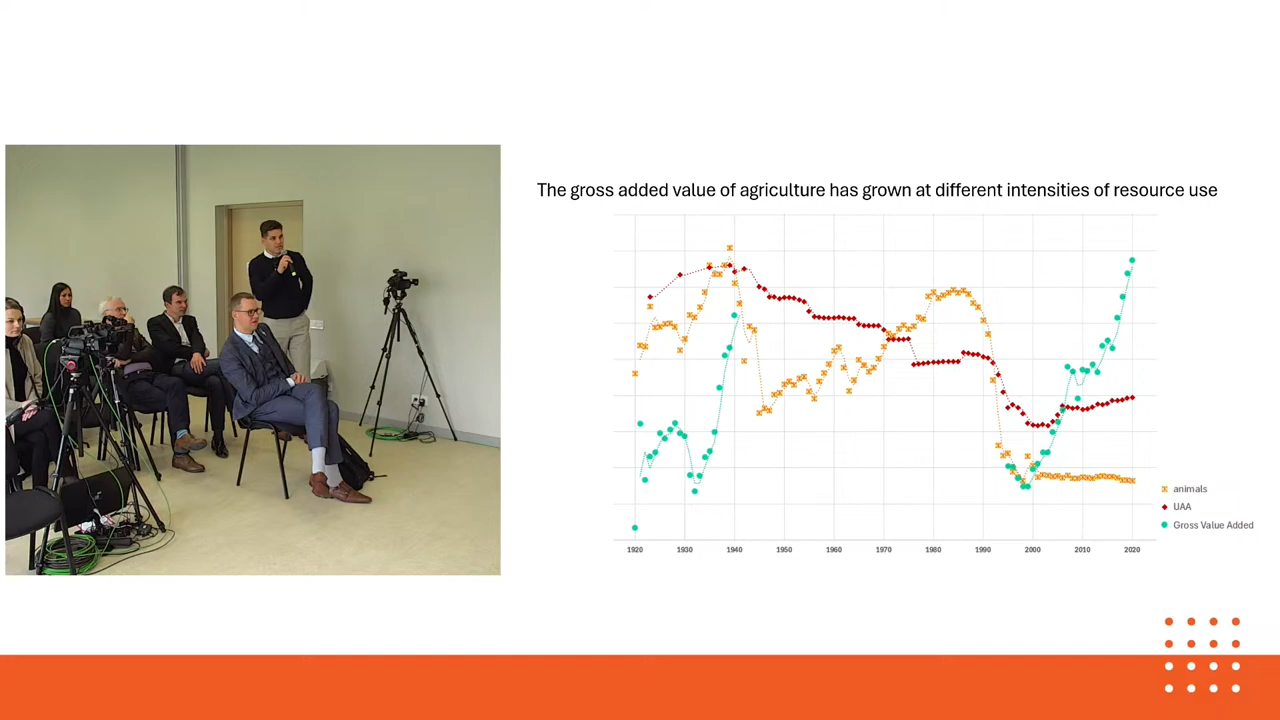 The gross added value of agriculture has grown at different intensities of resource use
animals
UAA
Gross Value Added
1920 1930 1940 1950 1960 1970 1980 1990 2000 2010 2020